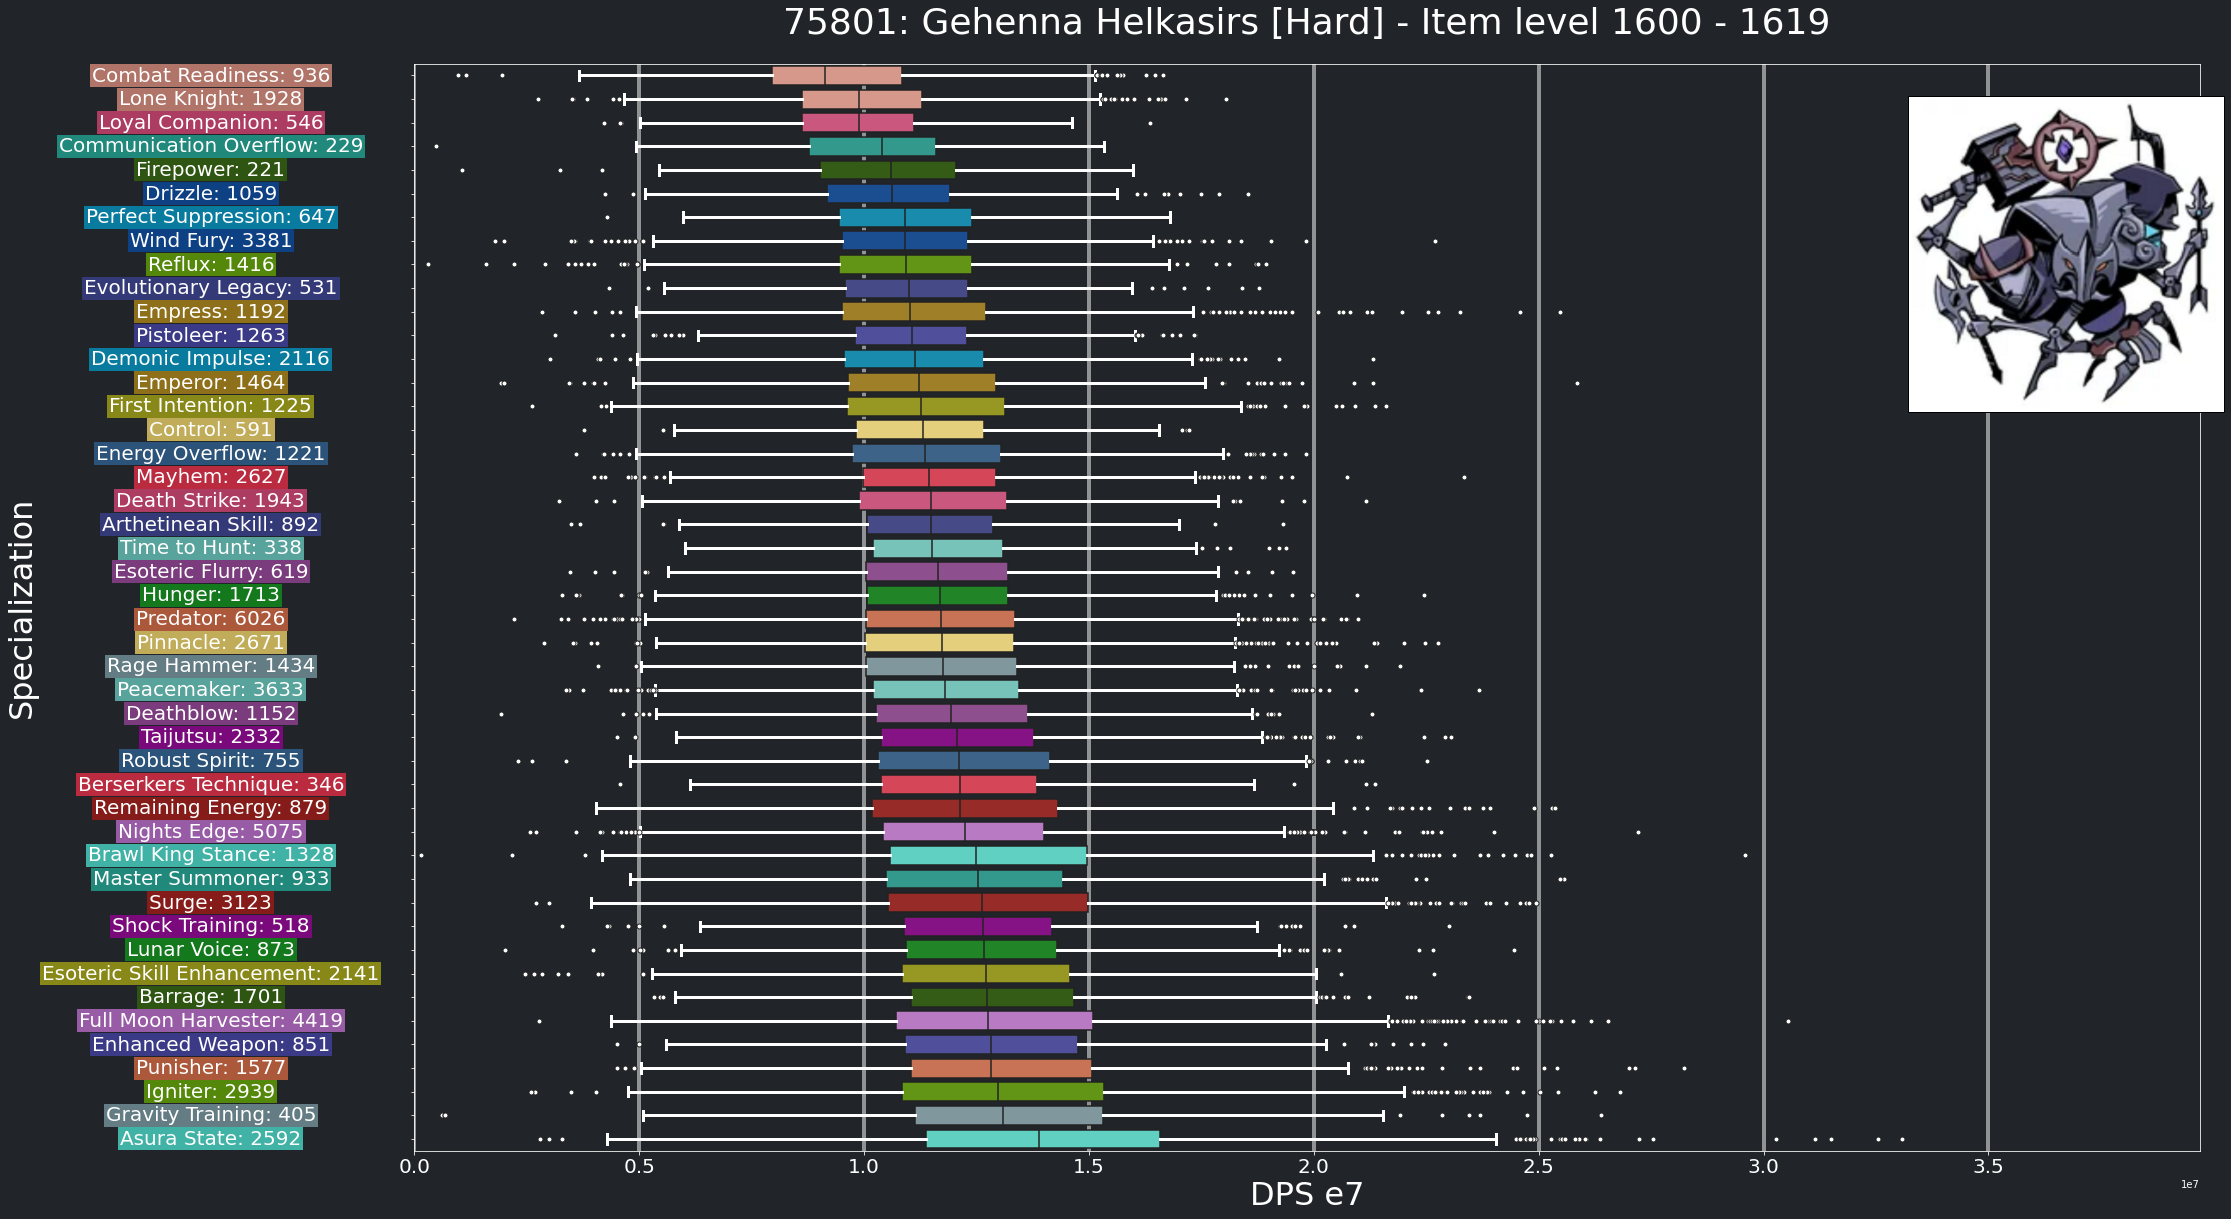 75801: Gehenna Helkasirs [Hard] - Item level 1600 - 1619
Combat Readiness: 936
Lone Knight: 1928
Loyal Companion: 546
Communication Overflow: 229
Firepower: 221
Drizzle: 1059
Perfect Suppression: 647
Wind Fury: 3381
Reflux: 1416
Evolutionary Legacy: 531
Empress: 1192
Pistoleer: 1263
Demonic Impulse: 2116
Emperor: 1464
First Intention: 1225
Control: 591
Energy Overflow: 1221
Mayhem: 2627
Death Strike: 1943
Arthetinean Skill: 892
Time to Hunt: 338
Esoteric Flurry: 619
Hunger: 1713
Predator: 6026
Pinnacle: 2671
Rage Hammer: 1434
Peacemaker: 3633
Deathblow: 1152
Taijutsu: 2332
Robust Spirit: 755
Berserkers Technique: 346
Remaining Energy: 879
Nights Edge: 5075
Brawl King Stance: 1328
Master Summoner: 933
Surge: 3123
Shock Training: 518
Lunar Voice: 873
Esoteric Skill Enhancement: 2141
Barrage: 1701
Full Moon Harvester: 4419
Enhanced Weapon: 851
Punisher: 1577
Igniter: 2939
Gravity Training: 405
Asura State: 2592
Specialization
0.0 0.5 1.0 1.5 2.0 2.5 3.0 3.5
DPS e7
1e7